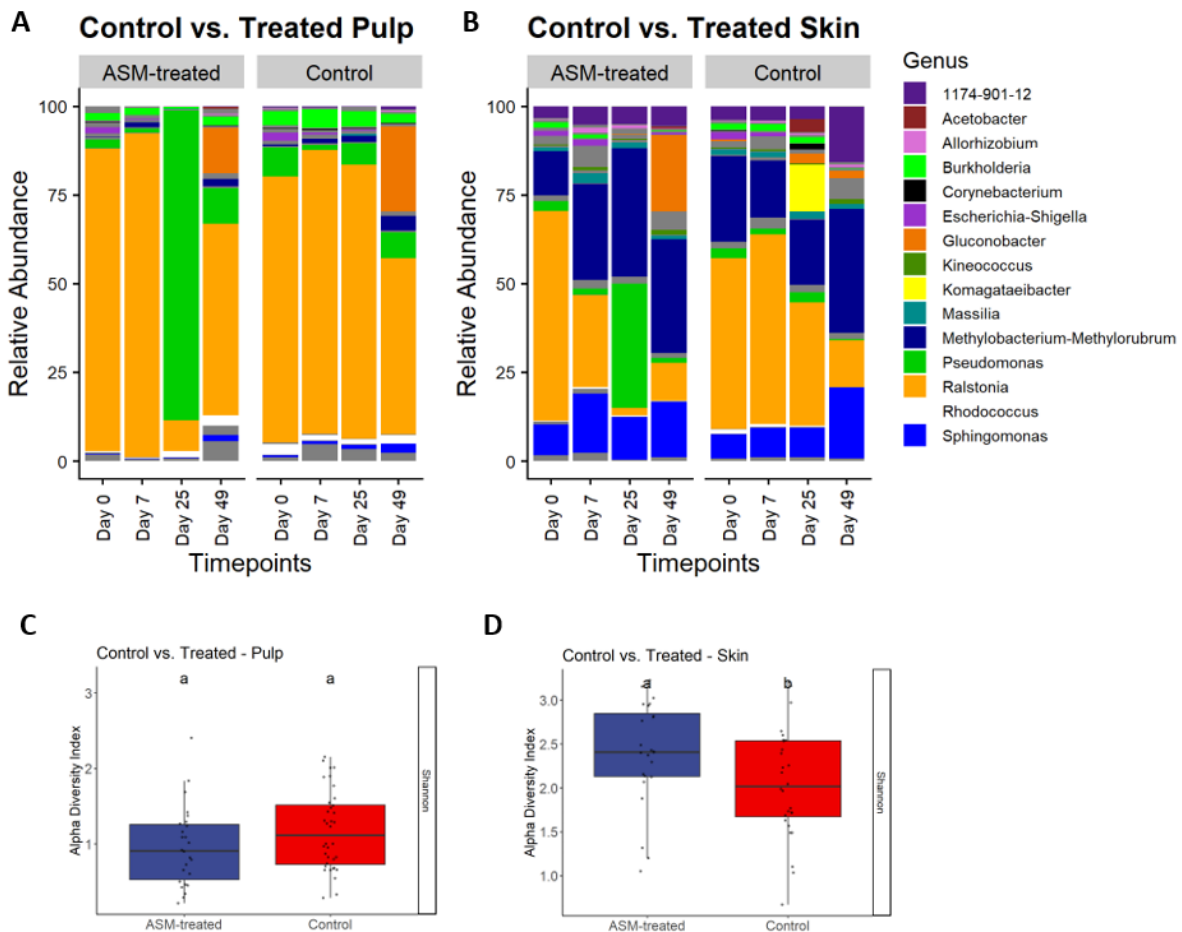 A
Control vs. Treated Pulp
ASM-treated
Control
Relative Abundance
100
75
50
25
0
Day 0
Day 7
Day 25
Day 49
Day 0
Day 7
Day 25
Day 49
Timepoints
B
Control vs. Treated Skin
ASM-treated
Control
Relative Abundance
100
75
50
25
0
Day 0
Day 7
Day 25
Day 49
Day 0
Day 7
Day 25
Day 49
Timepoints
Genus
1174-901-12
Acetobacter
Allorhizobium
Burkholderia
Corynebacterium
Escherichia-Shigella
Gluconobacter
Kineococcus
Komagataeibacter
Massilia
Methylobacterium-Methylorubrum
Pseudomonas
Ralstonia
Rhodococcus
Sphingomonas
C
Control vs. Treated - Pulp
Alpha Diversity Index
3
2
1
a
a
Shannon
ASM-treated
Control
D
Control vs. Treated - Skin
Alpha Diversity Index
3.0
2.5
2.0
1.5
1.0
a
b
Shannon
ASM-treated
Control